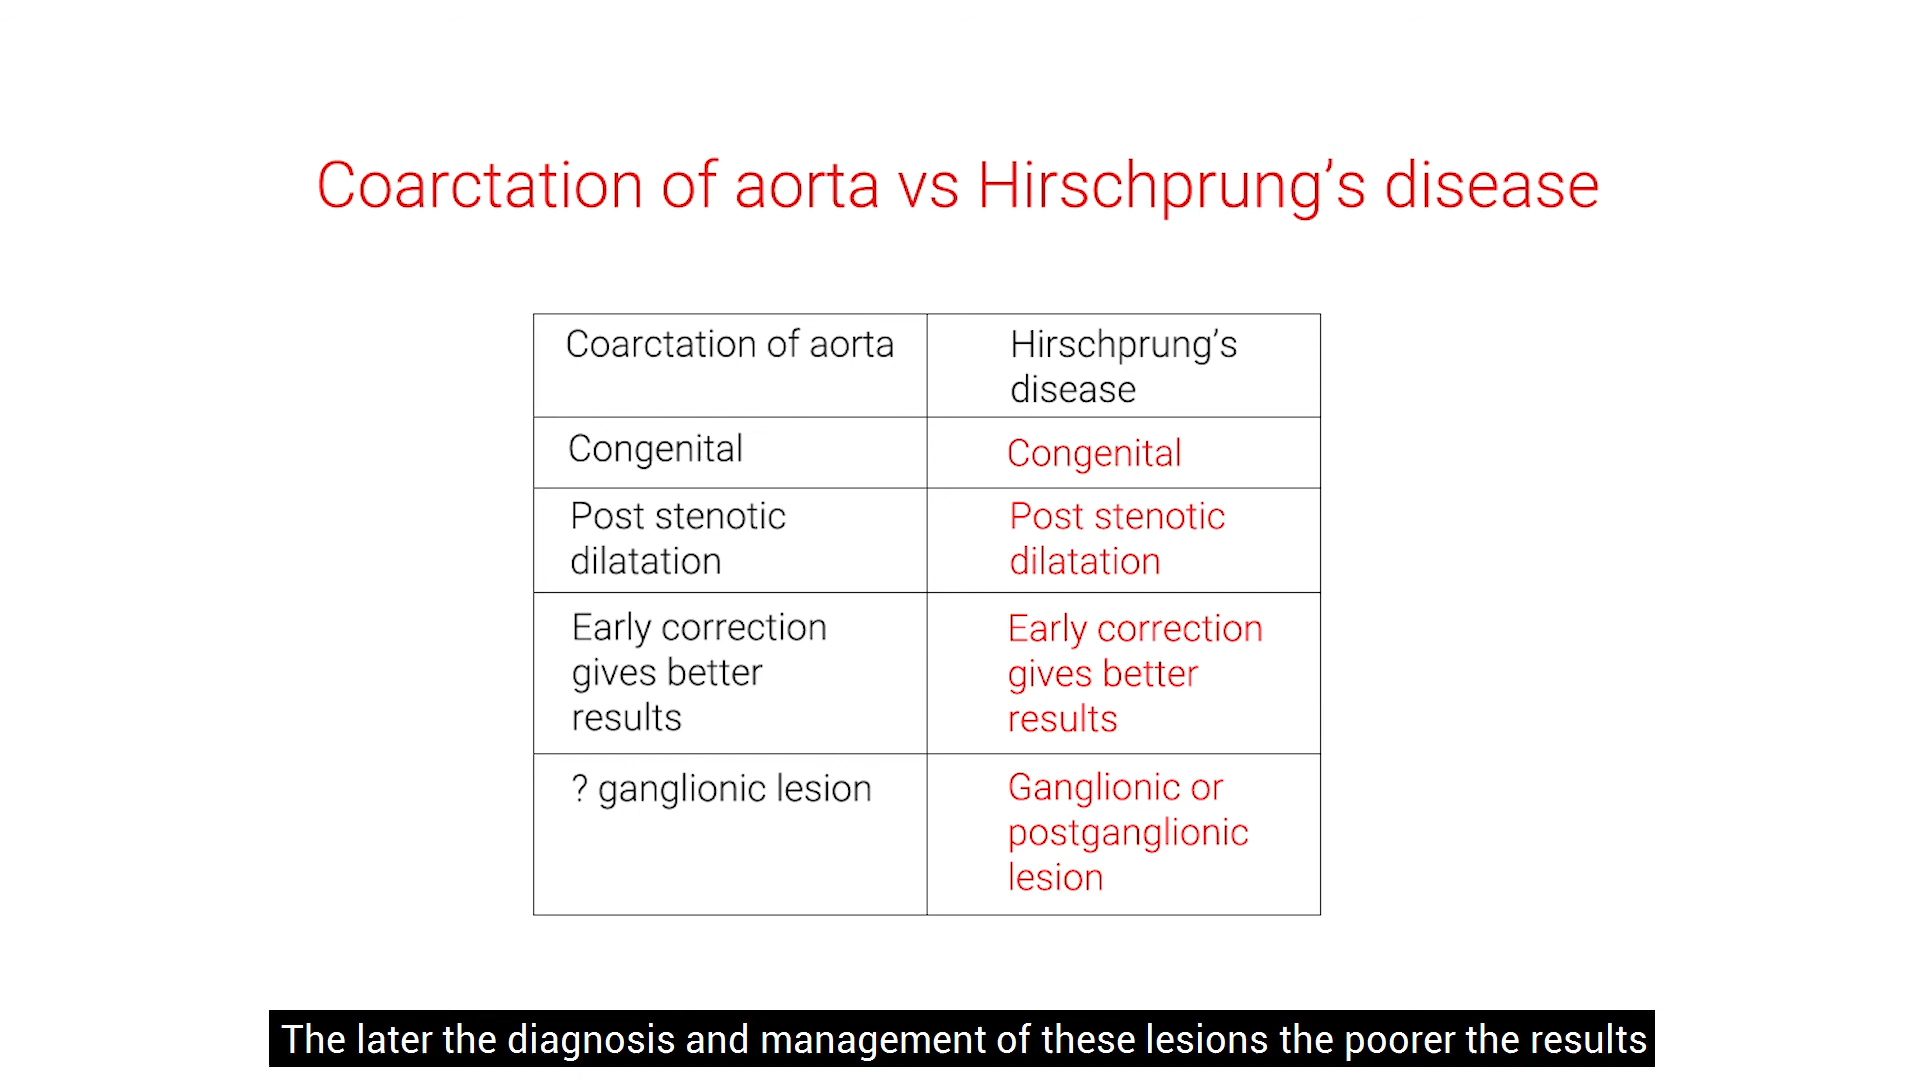 Coarctation of aorta vs Hirschprung’s disease
Coarctation of aorta
Hirschprung’s
disease
Congenital
Congenital
Post stenotic
dilatation
Post stenotic
dilatation
Early correction
gives better
results
Early correction
gives better
results
? ganglionic lesion
Ganglionic or
postganglionic
lesion
The later the diagnosis and management of these lesions the poorer the results